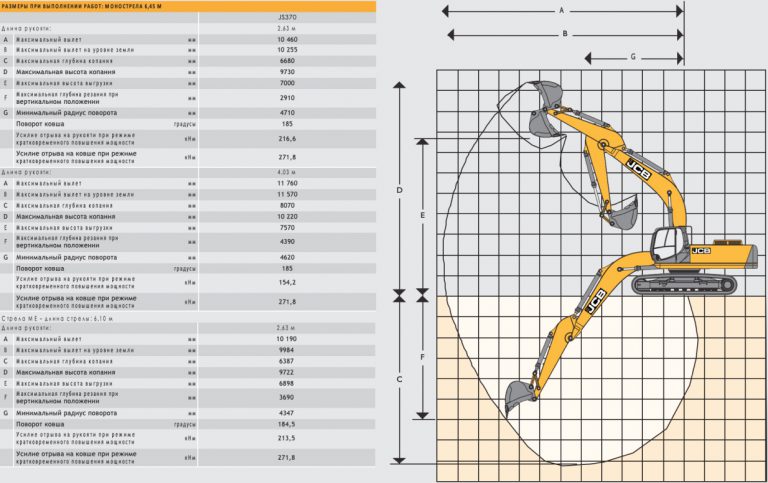 РАЗМЕРЫ ПРИ ВЫПОЛНЕНИИ РАБОТ: МОНОСТРЕЛА 6,45 М
JS370
Длина рукояти: 2,63 м
A Максимальный вылет мм 10 460
B Максимальный вылет на уровне земли мм 10 255
C Максимальная глубина копания мм 6680
D Максимальная высота копания мм 9730
E Максимальная высота выгрузки мм 7000
F Максимальная глубина резания при
вертикальном положении мм 2910
G Минимальный радиус поворота мм 4710
Поворот ковша градусы 185
Усилие отрыва на рукояти при режиме
кратковременного повышения мощности кНм 216,6
Усилие отрыва на ковше при режиме
кратковременного повышения мощности кНм 271,8
Длина рукояти: 4,03 м
A Максимальный вылет мм 11 760
B Максимальный вылет на уровне земли мм 11 570
C Максимальная глубина копания мм 8070
D Максимальная высота копания мм 10 220
E Максимальная высота выгрузки мм 7570
F Максимальная глубина резания при
вертикальном положении мм 4390
G Минимальный радиус поворота мм 4620
Поворот ковша градусы 185
Усилие отрыва на рукояти при режиме
кратковременного повышения мощности кНм 154,2
Усилие отрыва на ковше при режиме
кратковременного повышения мощности кНм 271,8
Стрела ME - длина стрелы: 6,10 м
Длина рукояти: 2,63 м
A Максимальный вылет мм 10 190
B Максимальный вылет на уровне земли мм 9984
C Максимальная глубина копания мм 6387
D Максимальная высота копания мм 9722
E Максимальная высота выгрузки мм 6898
F Максимальная глубина резания при
вертикальном положении мм 3690
G Минимальный радиус поворота мм 4347
Поворот ковша градусы 184,5
Усилие отрыва на рукояти при режиме
кратковременного повышения мощности кНм 213,5
Усилие отрыва на ковше при режиме
кратковременного повышения мощности кНм 271,8
A
B
G
D
E
C
F
JCB
JCB
JCB